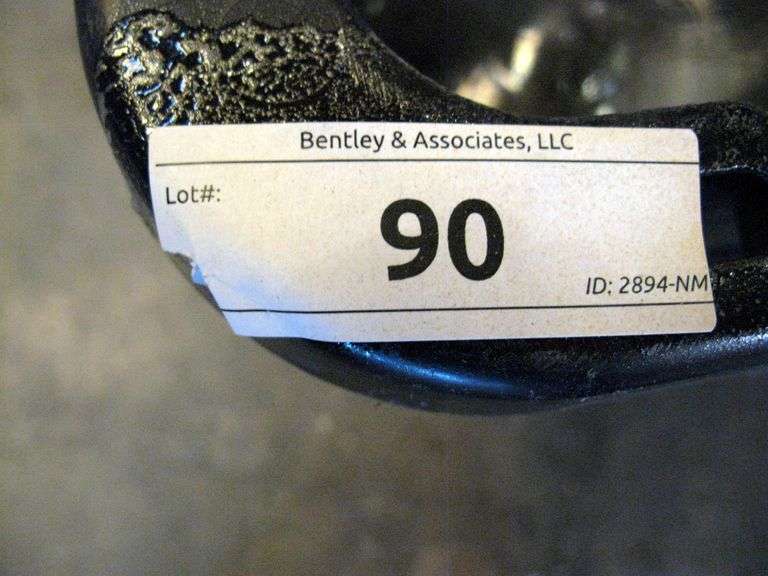 Bentley & Associates, LLC
Lot#:
90
ID: 2894-NM